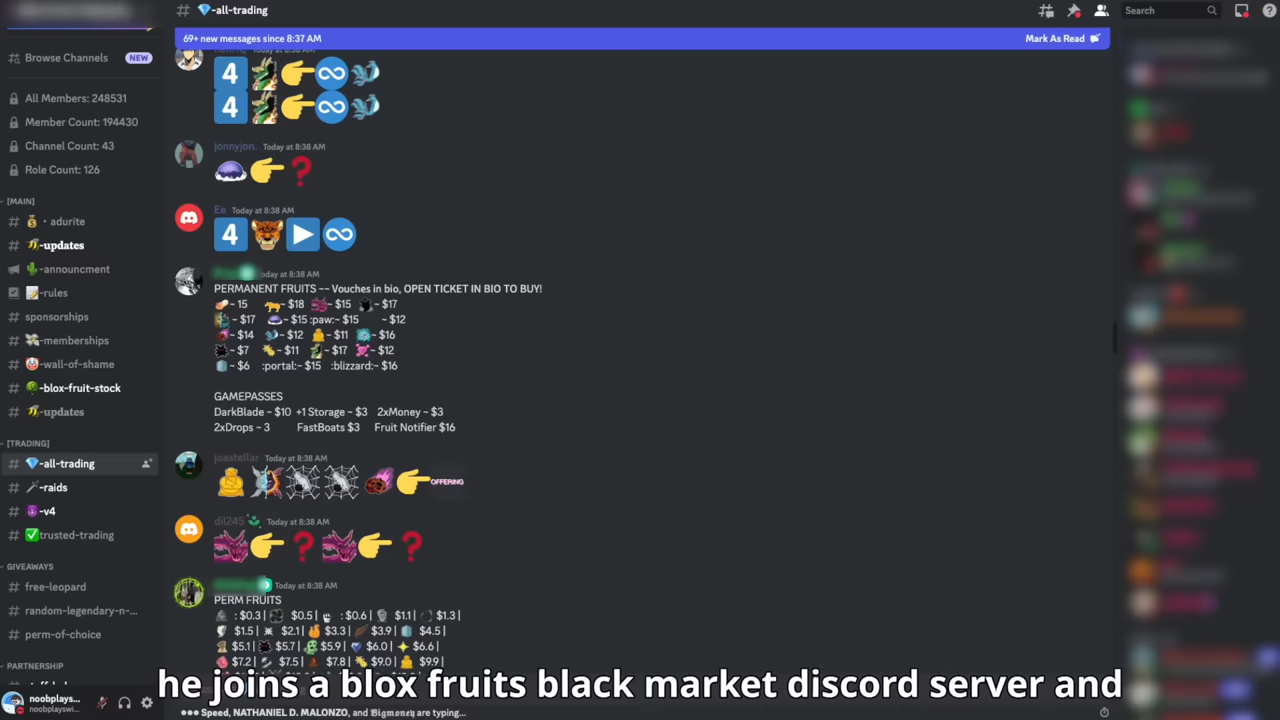 -all-trading
Search
69+ new messages since 8:37 AM
Mark As Read
Browse Channels NEW
All Members: 248531
Member Count: 194430
Channel Count: 43
Role Count: 126
[MAIN]
adurite
-updates
-announcment
-rules
sponsorships
-memberships
-wall-of-shame
-blox-fruit-stock
-updates
[TRADING]
-all-trading
-raids
-v4
trusted-trading
GIVEAWAYS
free-leopard
random-legendary-n-...
perm-of-choice
PARTNERSHIP
noobplayswi...
noobplayswi...
4
4
jonnyjon. Today at 8:38 AM
Ee Today at 8:38 AM
4
Today at 8:38 AM
PERMANENT FRUITS ~~ Vouches in bio, OPEN TICKET IN BIO TO BUY!
~ 15 ~ $18 ~ $15 ~ $17
~ $17 ~ $15 :paw:~ $15 ~ $12
~ $14 ~ $12 ~ $11 ~ $16
~ $7 ~ $11 ~ $17 ~ $12
~ $6 :portal:~ $15 :blizzard:~ $16
GAMEPASSES
DarkBlade ~ $10 +1 Storage ~ $3 2xMoney ~ $3
2xDrops ~ 3 FastBoats $3 Fruit Notifier $16
joastellar Today at 8:38 AM
OFFERING
dil245 Today at 8:38 AM
Today at 8:38 AM
PERM FRUITS
: $0.3 | $0.5 | : $0.6 | $1.1 | $1.3 |
$1.5 | $2.1 | $3.3 | $3.9 | $4.5 |
$5.1 | $5.7 | $5.9 | $6.0 | $6.6 |
$7.2 | $7.5 | $7.8 | $9.0 | $9.9 |
he joins a blox fruits black market discord server and
Speed, NATHANIEL D. MALONZO, and Bigmoney are typing...